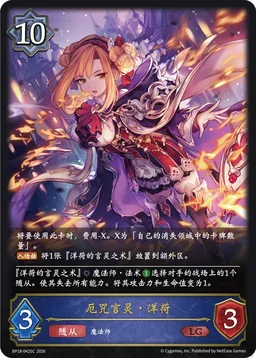 10
将要使用此卡时,费用-X。X为「自己的消失领域中的卡牌数
量」。
入场曲 将1张『洋荷的言灵之术』放置到额外区。
『洋荷的言灵之术』◎魔法师·法术 1 选择对手的战场上的1个
随从。使其失去所有能力。将其攻击力和生命值变为1。
厄咒言灵·洋荷
3
随从 魔法师 LG
3
BP18-042SC 2026
© Cygames, Inc. Published by NetEase Games